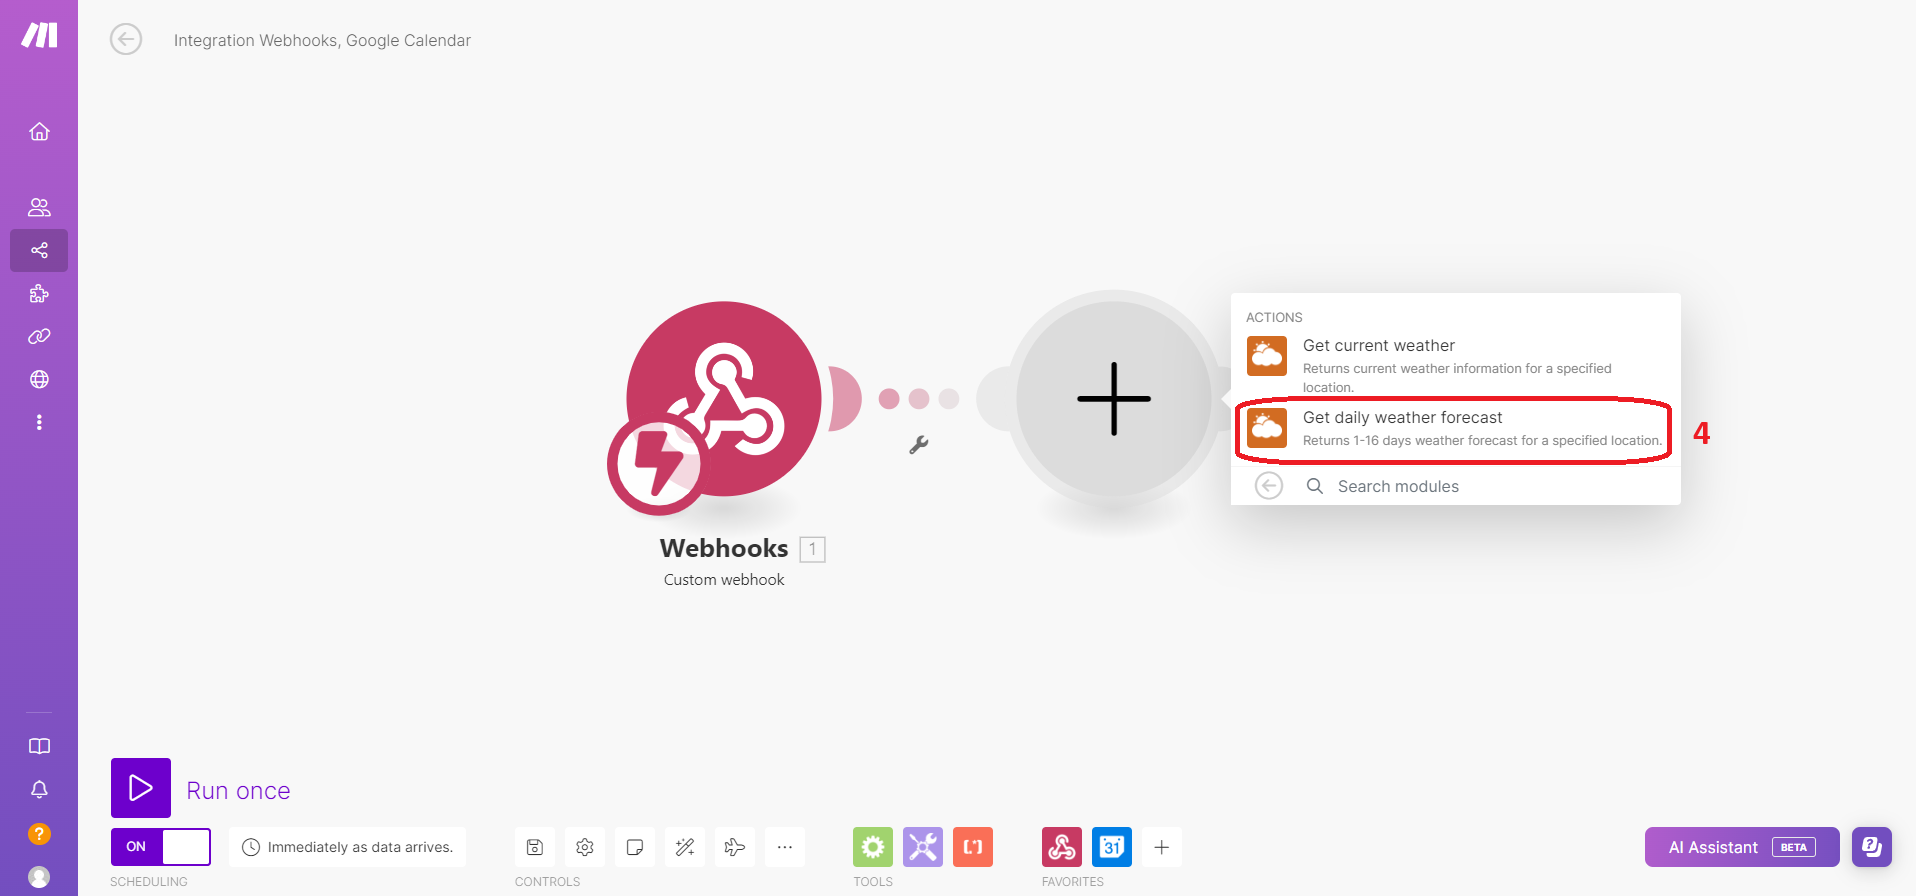 Integration Webhooks, Google Calendar
ACTIONS
Get current weather
Returns current weather information for a specified
location.
Get daily weather forecast
Returns 1-16 days weather forecast for a specified location.
4
Search modules
Webhooks 1
Custom webhook
Run once
ON
Immediately as data arrives.
31
AI Assistant BETA
SCHEDULING
CONTROLS
TOOLS
FAVORITES